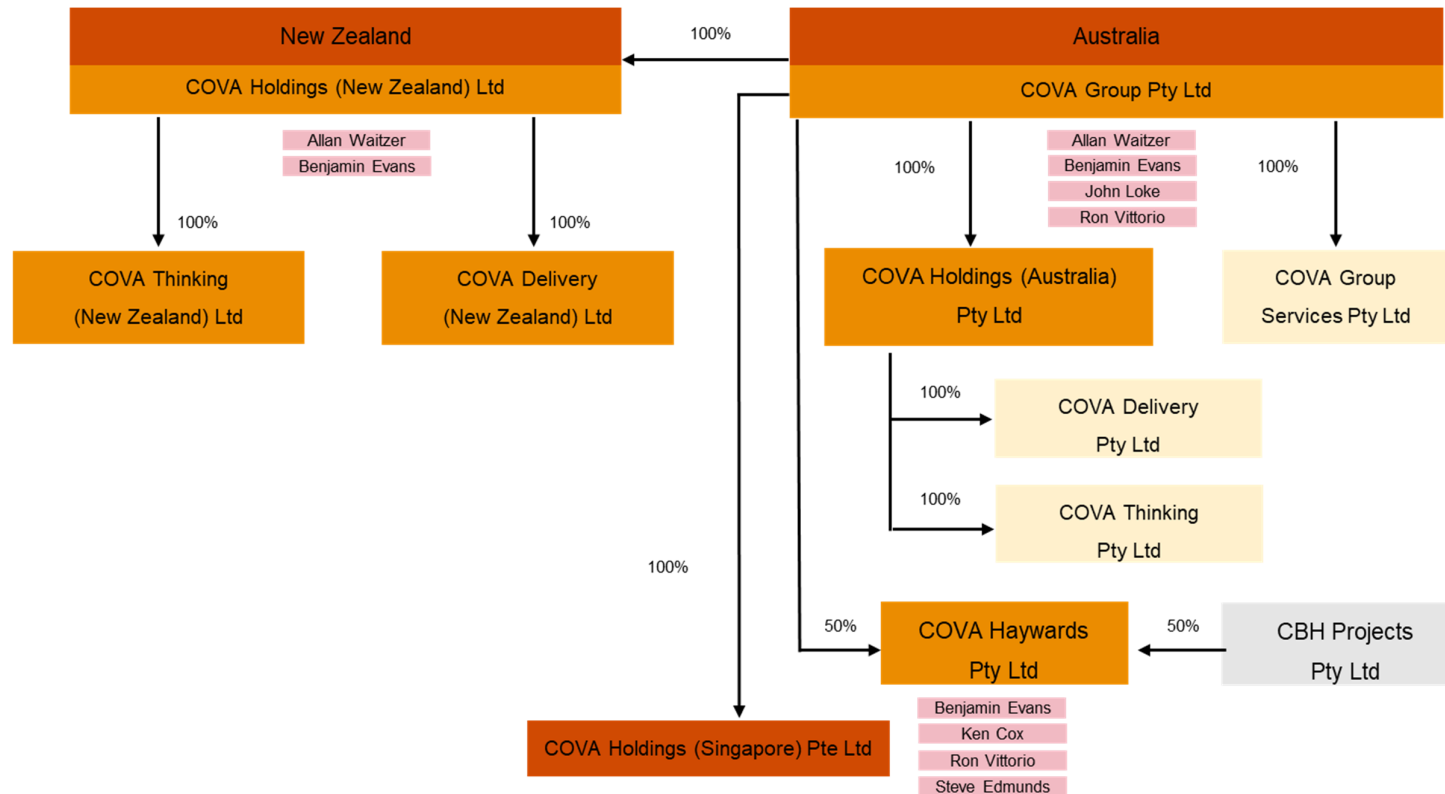 New Zealand
COVA Holdings (New Zealand) Ltd
100%
Australia
COVA Group Pty Ltd
Allan Waitzer
Benjamin Evans
100%
100%
Allan Waitzer
Benjamin Evans
John Loke
Ron Vittorio
100%
100%
COVA Thinking
(New Zealand) Ltd
COVA Delivery
(New Zealand) Ltd
COVA Holdings (Australia)
Pty Ltd
COVA Group
Services Pty Ltd
100%
COVA Delivery
Pty Ltd
100%
COVA Thinking
Pty Ltd
100%
50%
COVA Haywards
Pty Ltd
50%
CBH Projects
Pty Ltd
Benjamin Evans
Ken Cox
Ron Vittorio
Steve Edmunds
COVA Holdings (Singapore) Pte Ltd